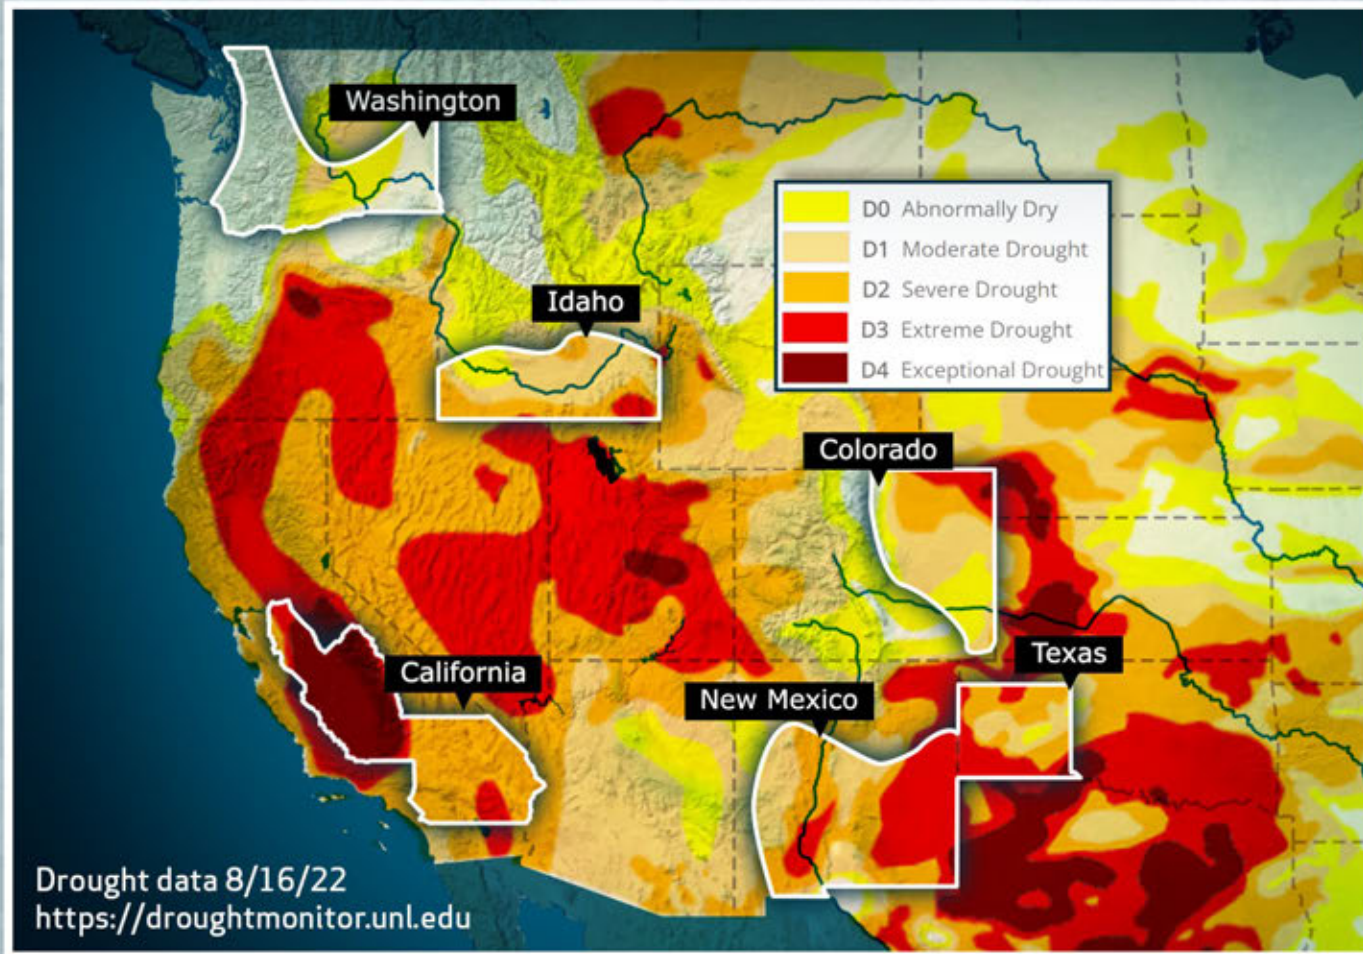 Washington
D0 Abnormally Dry
D1 Moderate Drought
D2 Severe Drought
D3 Extreme Drought
D4 Exceptional Drought
Idaho
Colorado
Texas
California
New Mexico
Drought data 8/16/22
https://droughtmonitor.unl.edu